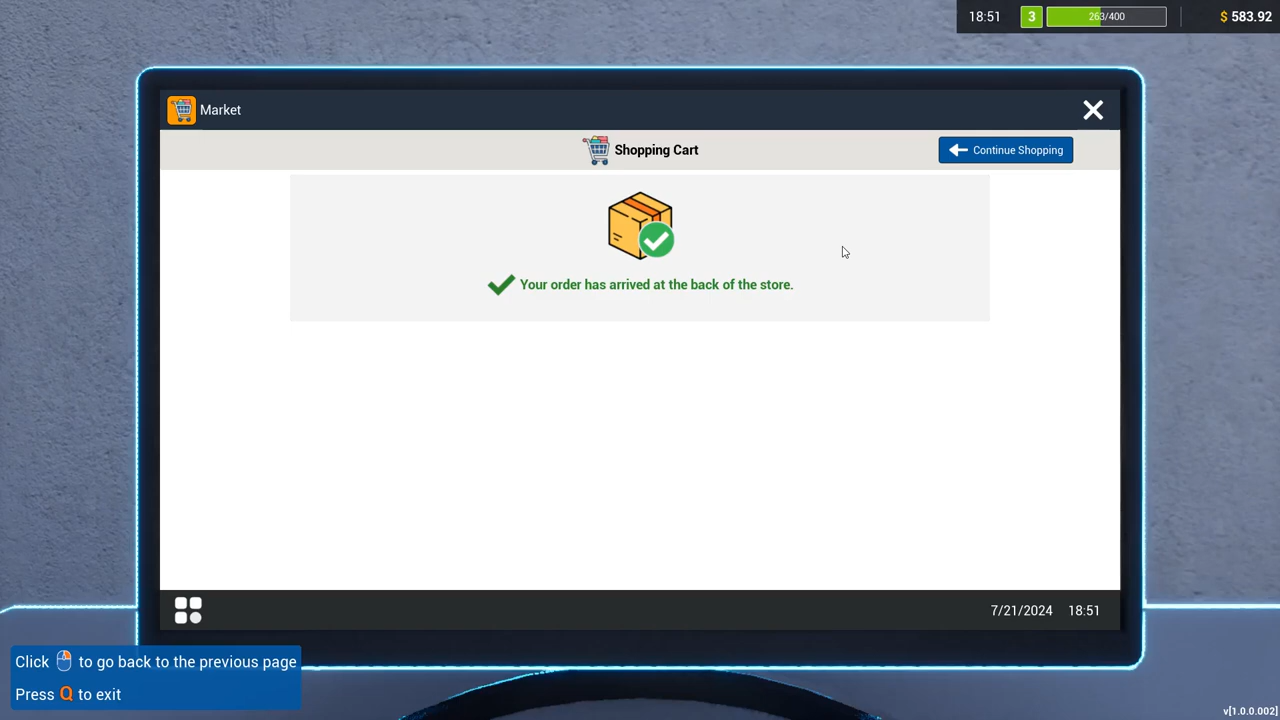 18:51 3 263/400 $ 583.92
Market
Shopping Cart
Continue Shopping
Your order has arrived at the back of the store.
7/21/2024 18:51
Click to go back to the previous page
Press Q to exit
v[1.0.0.002]